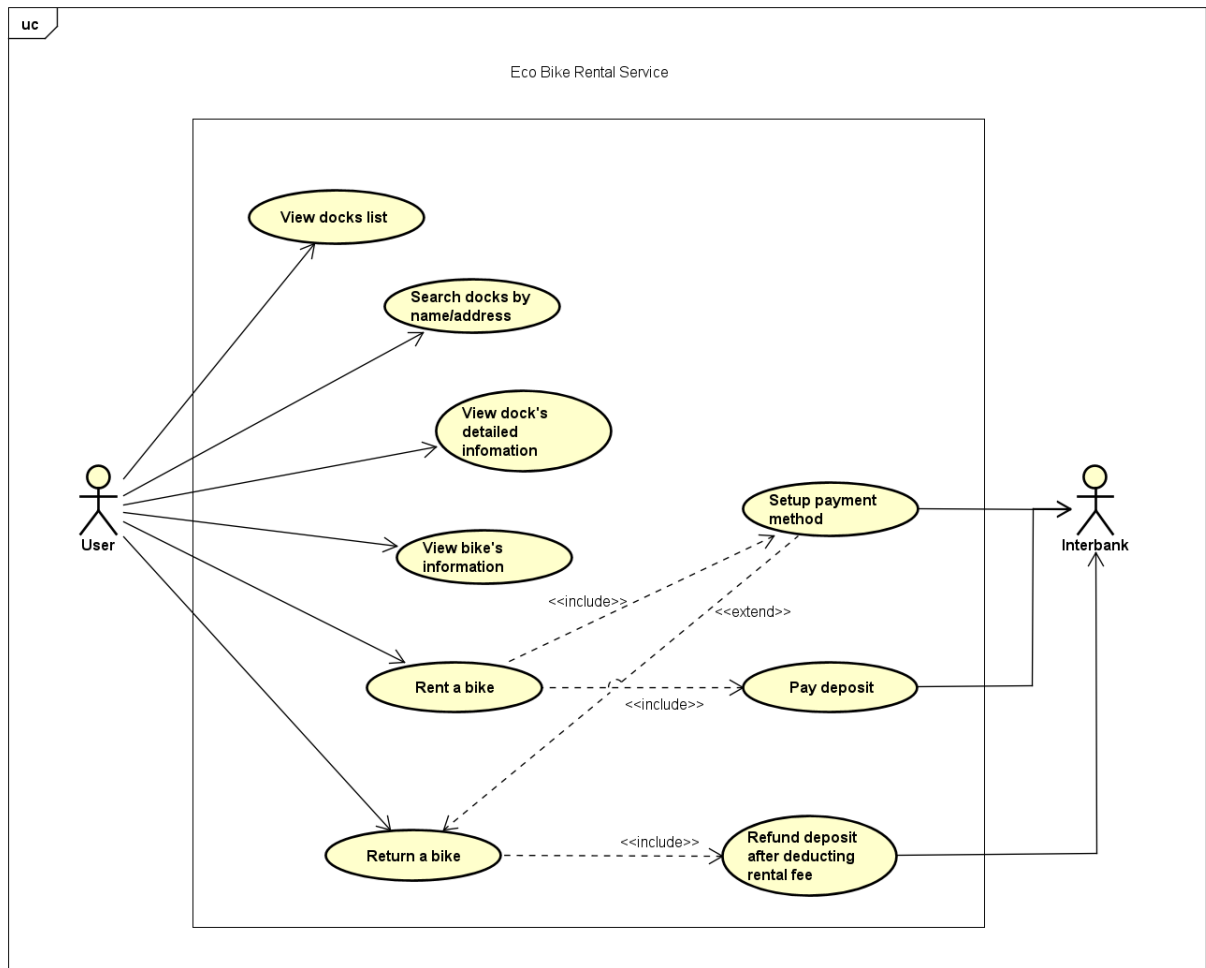 uc
Eco Bike Rental Service
View docks list
Search docks by
name/address
View dock's
detailed
infomation
Setup payment
method
User
Interbank
View bike's
information
<<include>>
<<extend>>
Rent a bike
Pay deposit
<<include>>
Return a bike
<<include>>
Refund deposit
after deducting
rental fee